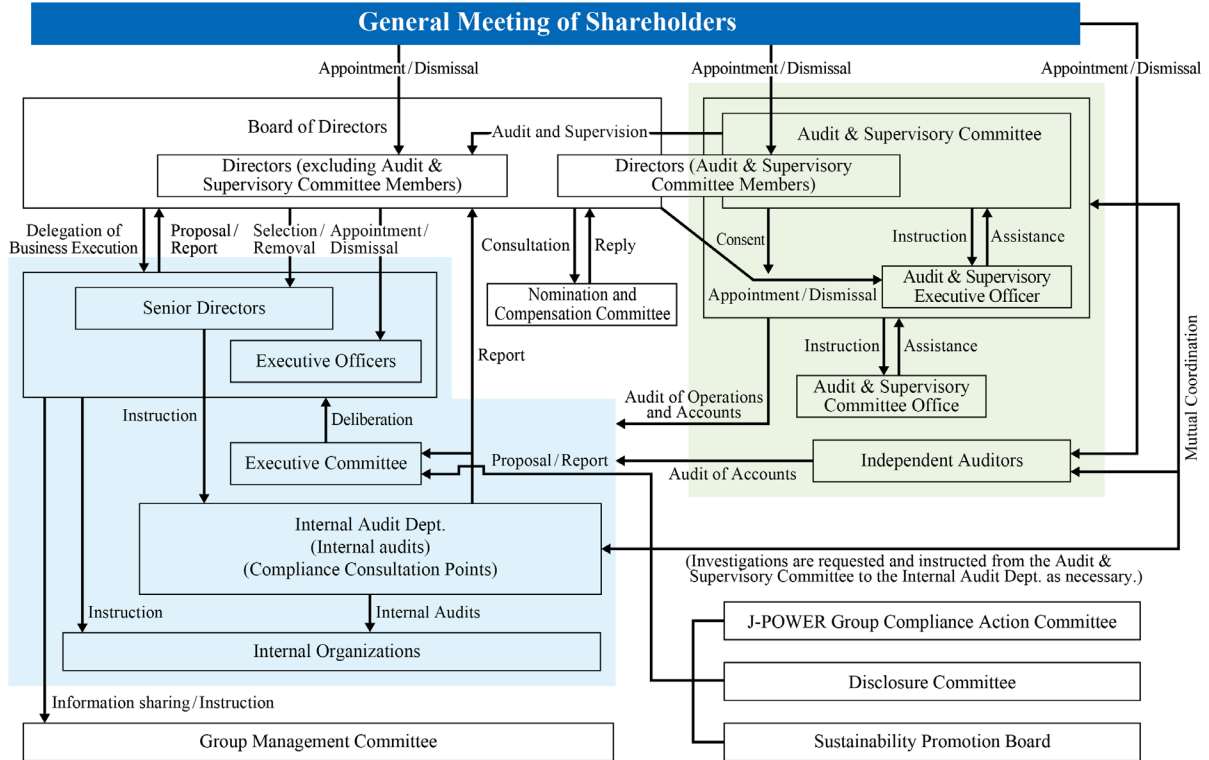 General Meeting of Shareholders
Appointment/Dismissal
Appointment/Dismissal
Appointment/Dismissal
Board of Directors
Audit and Supervision
Audit & Supervisory Committee
Directors (excluding Audit &
Supervisory Committee Members)
Directors (Audit & Supervisory
Committee Members)
Delegation of
Business Execution
Proposal/
Report
Selection/
Removal
Appointment/
Dismissal
Consultation
Reply
Consent
Instruction
Assistance
Senior Directors
Nomination and
Compensation Committee
Appointment/Dismissal
Audit & Supervisory
Executive Officer
Executive Officers
Report
Instruction
Assistance
Mutual Coordination
Instruction
Deliberation
Audit of Operations
and Accounts
Audit & Supervisory
Committee Office
Executive Committee
Proposal/Report
Audit of Accounts
Independent Auditors
Internal Audit Dept.
(Internal audits)
(Compliance Consultation Points)
(Investigations are requested and instructed from the Audit &
Supervisory Committee to the Internal Audit Dept. as necessary.)
Instruction
Internal Audits
J-POWER Group Compliance Action Committee
Internal Organizations
Disclosure Committee
Information sharing/Instruction
Group Management Committee
Sustainability Promotion Board